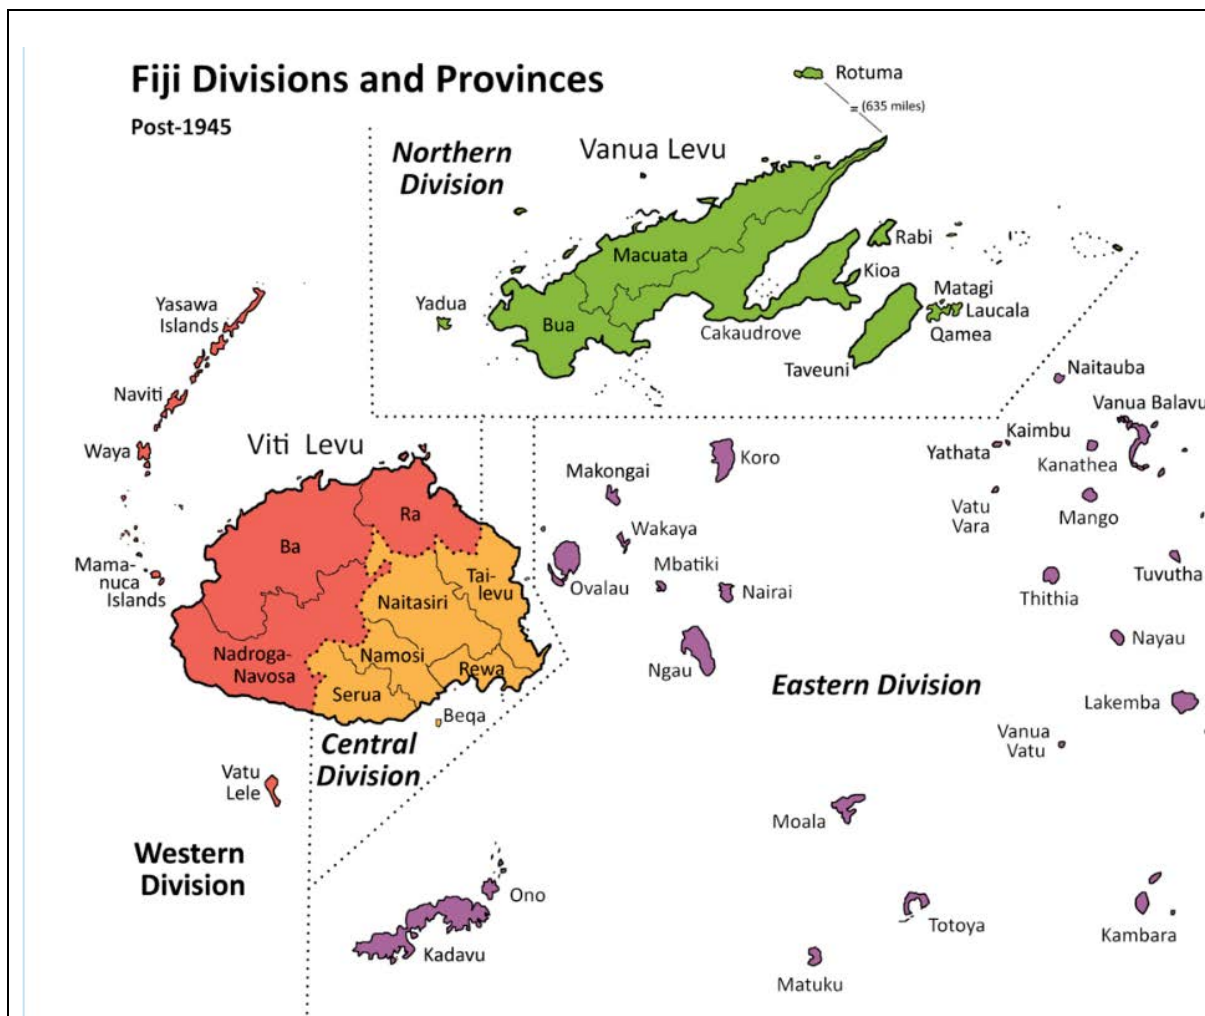 Fiji Divisions and Provinces
Post-1945
Rotuma
= (635 miles)
Northern
Division
Vanua Levu
Macuata
Rabi
Kioa
Yadua
Bua
Cakaudrove
Matagi
Laucala
Qamea
Taveuni
Yasawa
Islands
Naviti
Waya
Viti Levu
Naitauba
Vanua Balavu
Kaimbu
Yathata
Kanathea
Koro
Makongai
Vatu
Vara
Mango
Ra
Ba
Wakaya
Mama-
nuca
Islands
Tai-
levu
Ovalau
Mbatiki
Nairai
Tuvutha
Thithia
Naitasiri
Nayau
Nadroga-
Navosa
Namosi
Rewa
Serua
Ngau
Eastern Division
Lakemba
Beqa
Central
Division
Vanua
Vatu
Vatu
Lele
Moala
Western
Division
Ono
Kadavu
Totoya
Kambara
Matuku